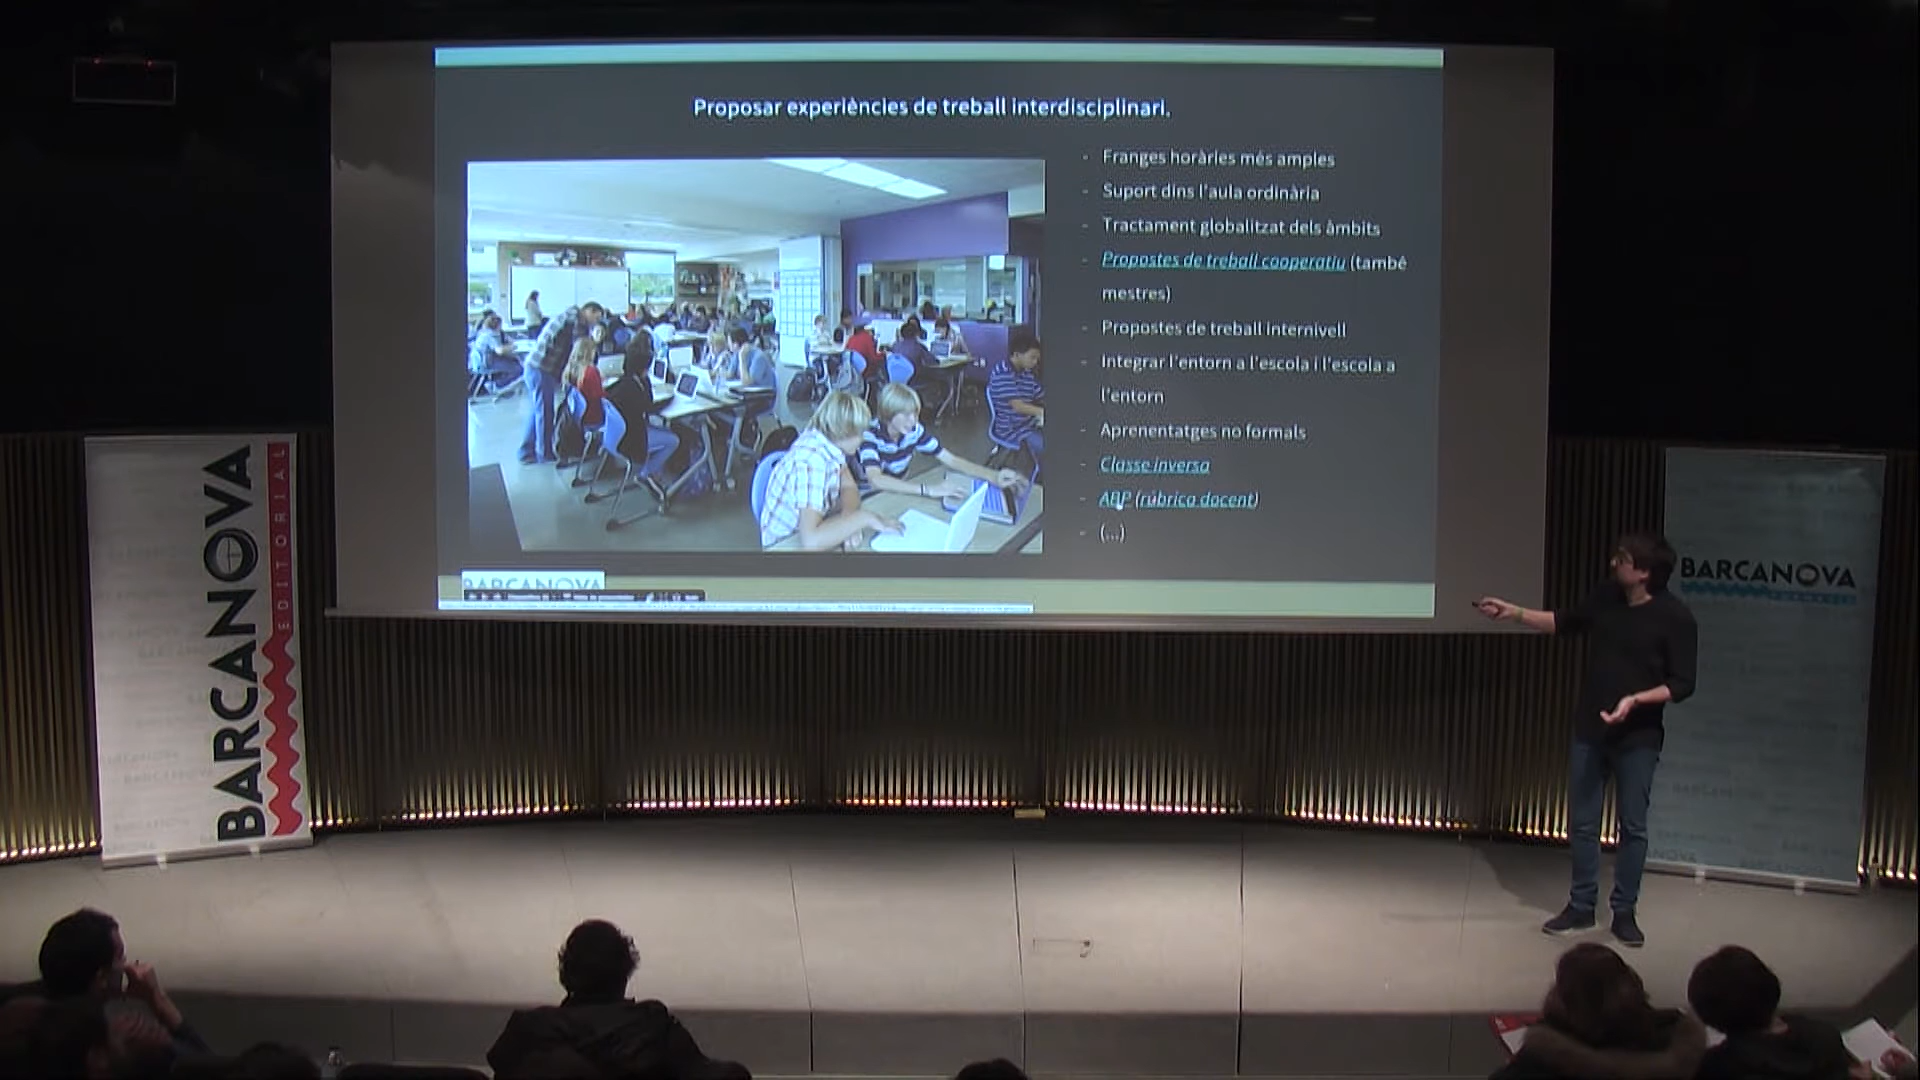 Proposar experiències de treball interdisciplinari.
- Franges horàries més amples
- Suport dins l'aula ordinària
- Tractament globalitzat dels àmbits
- Propostes de treball cooperatiu (també
mestres)
- Propostes de treball internivell
- Integrar l'entorn a l'escola i l'escola a
l'entorn
- Aprenentatges no formals
- Classe inversa
- ABP (rúbrica docent)
- (...)
BARCANOVA
BARCANOVA
EDITORIAL
BARCANOVA